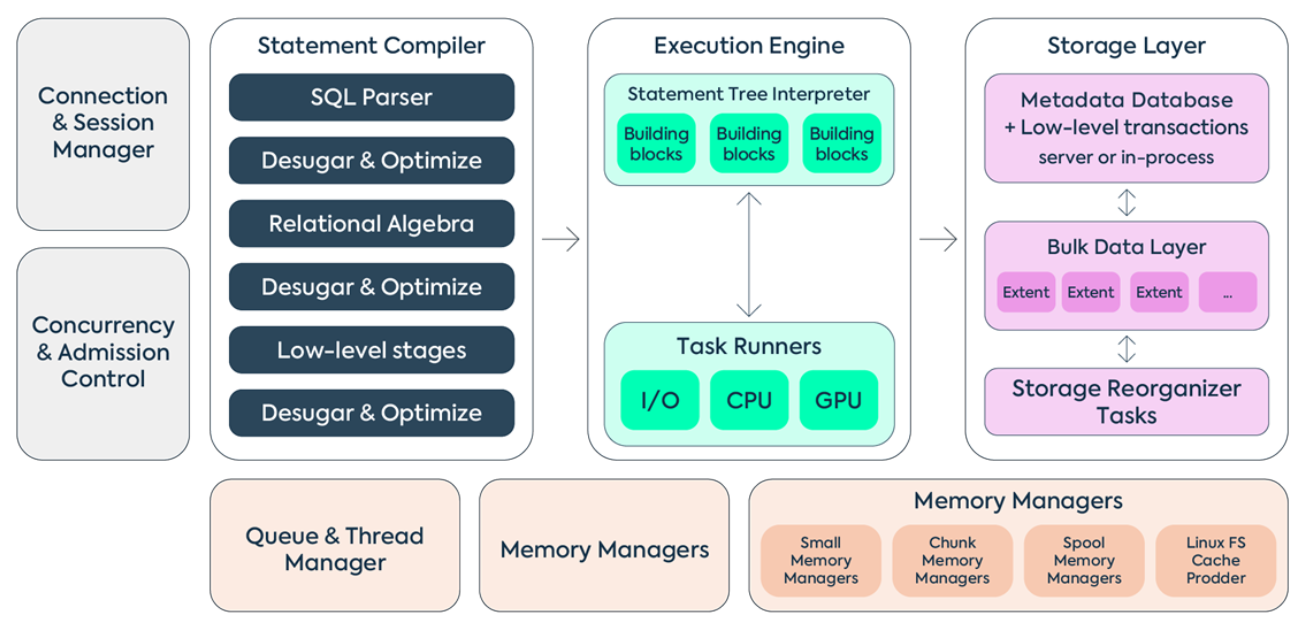 Connection
& Session
Manager
Concurrency
& Admission
Control
Statement Compiler
SQL Parser
Desugar & Optimize
Relational Algebra
Desugar & Optimize
Low-level stages
Desugar & Optimize
Execution Engine
Statement Tree Interpreter
Building
blocks
Building
blocks
Building
blocks
Task Runners
I/O
CPU
GPU
Storage Layer
Metadata Database
+ Low-level transactions
server or in-process
Bulk Data Layer
Extent
Extent
Extent
...
Storage Reorganizer
Tasks
Queue & Thread
Manager
Memory Managers
Memory Managers
Small
Memory
Managers
Chunk
Memory
Managers
Spool
Memory
Managers
Linux FS
Cache
Prodder